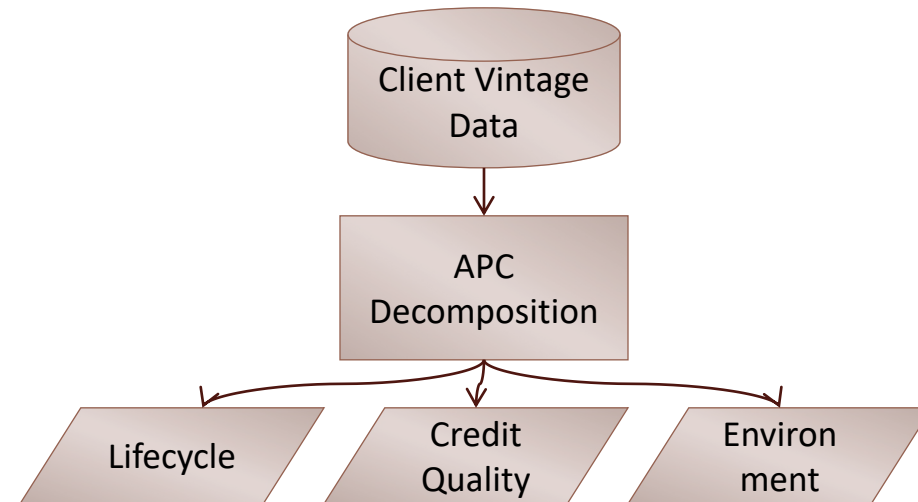 Client Vintage
Data
APC
Decomposition
Lifecycle
Credit
Quality
Environ
ment